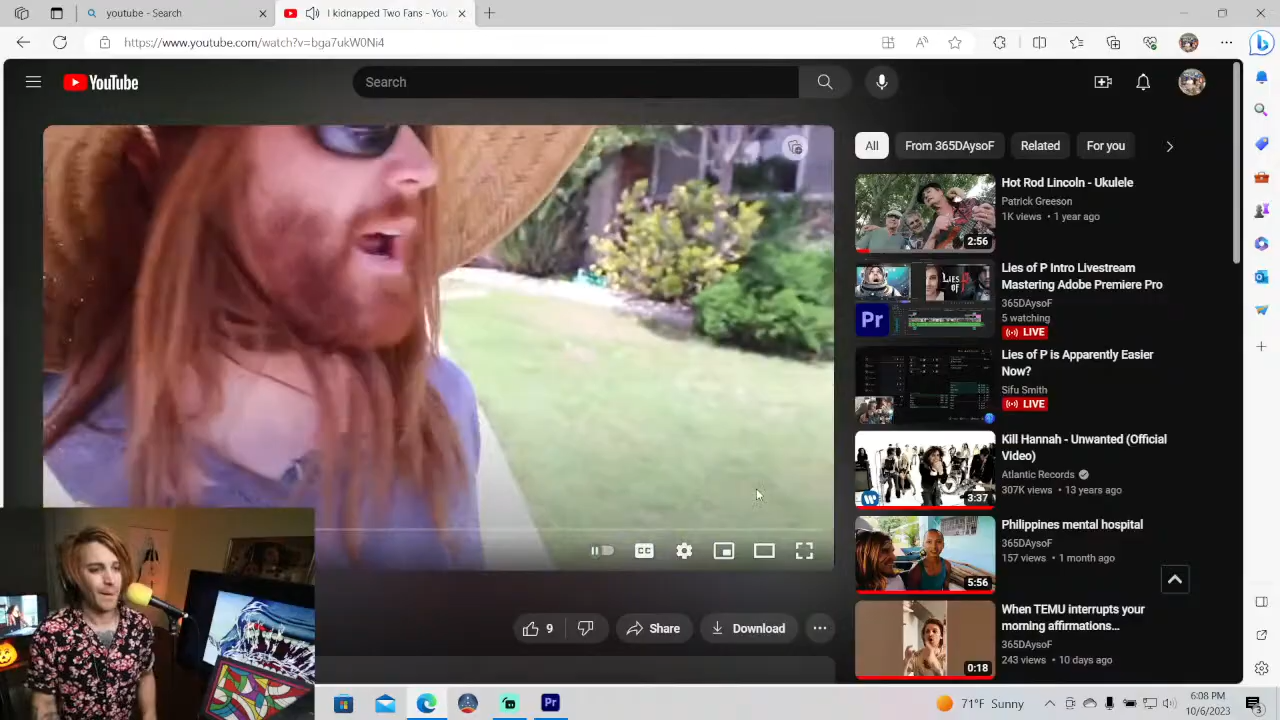 youtube - Search
I kidnapped Two Fans - You
https://www.youtube.com/watch?v=bga7ukW0Ni4
YouTube
Search
All
From 365DAysoF
Related
For you
Hot Rod Lincoln - Ukulele
Patrick Greeson
1K views • 1 year ago
2:56
Lies of P Intro Livestream
Mastering Adobe Premiere Pro
365DAysoF
5 watching
LIVE
Pr
Lies of P is Apparently Easier
Now?
Sifu Smith
LIVE
Kill Hannah - Unwanted (Official
Video)
Atlantic Records
307K views • 13 years ago
3:37
Philippines mental hospital
365DAysoF
157 views • 1 month ago
5:56
When TEMU interrupts your
morning affirmations...
365DAysoF
243 views • 10 days ago
0:18
CC
9
Share
Download
Pr
77°F Sunny
6:08 PM
10/6/2023